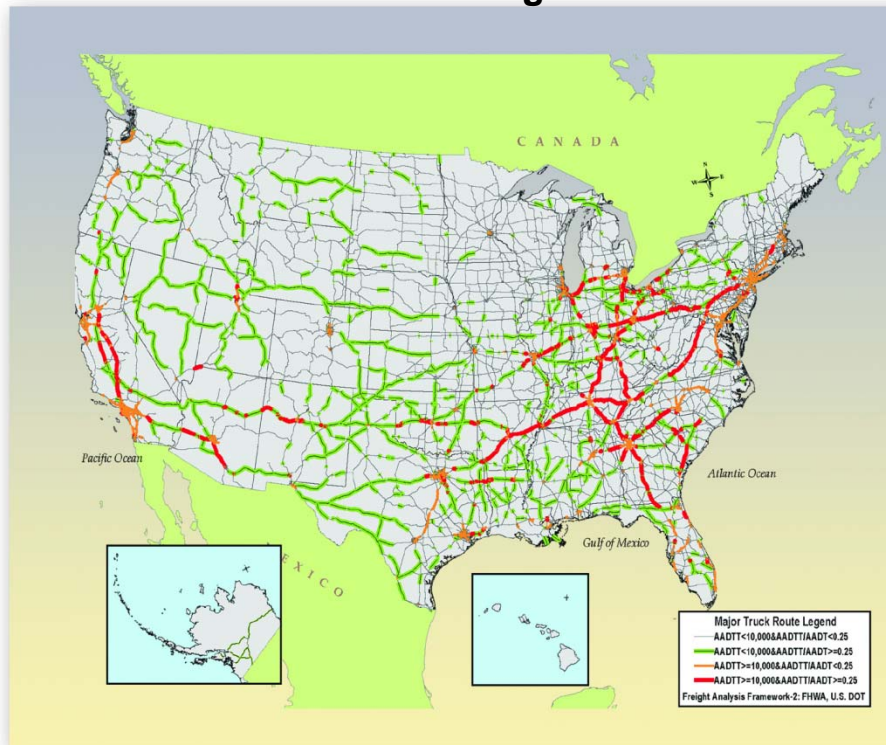 CANADA
N
W E
S
Pacific Ocean
Atlantic Ocean
MEXICO
Gulf of Mexico
Major Truck Route Legend
AADTT<10,000&AADTT/AADT<0.25
AADTT<10,000&AADTT/AADT>=0.25
AADTT>=10,000&AADTT/AADT<0.25
AADTT>=10,000&AADTT/AADT>=0.25
Freight Analysis Framework-2: FHWA, U.S. DOT